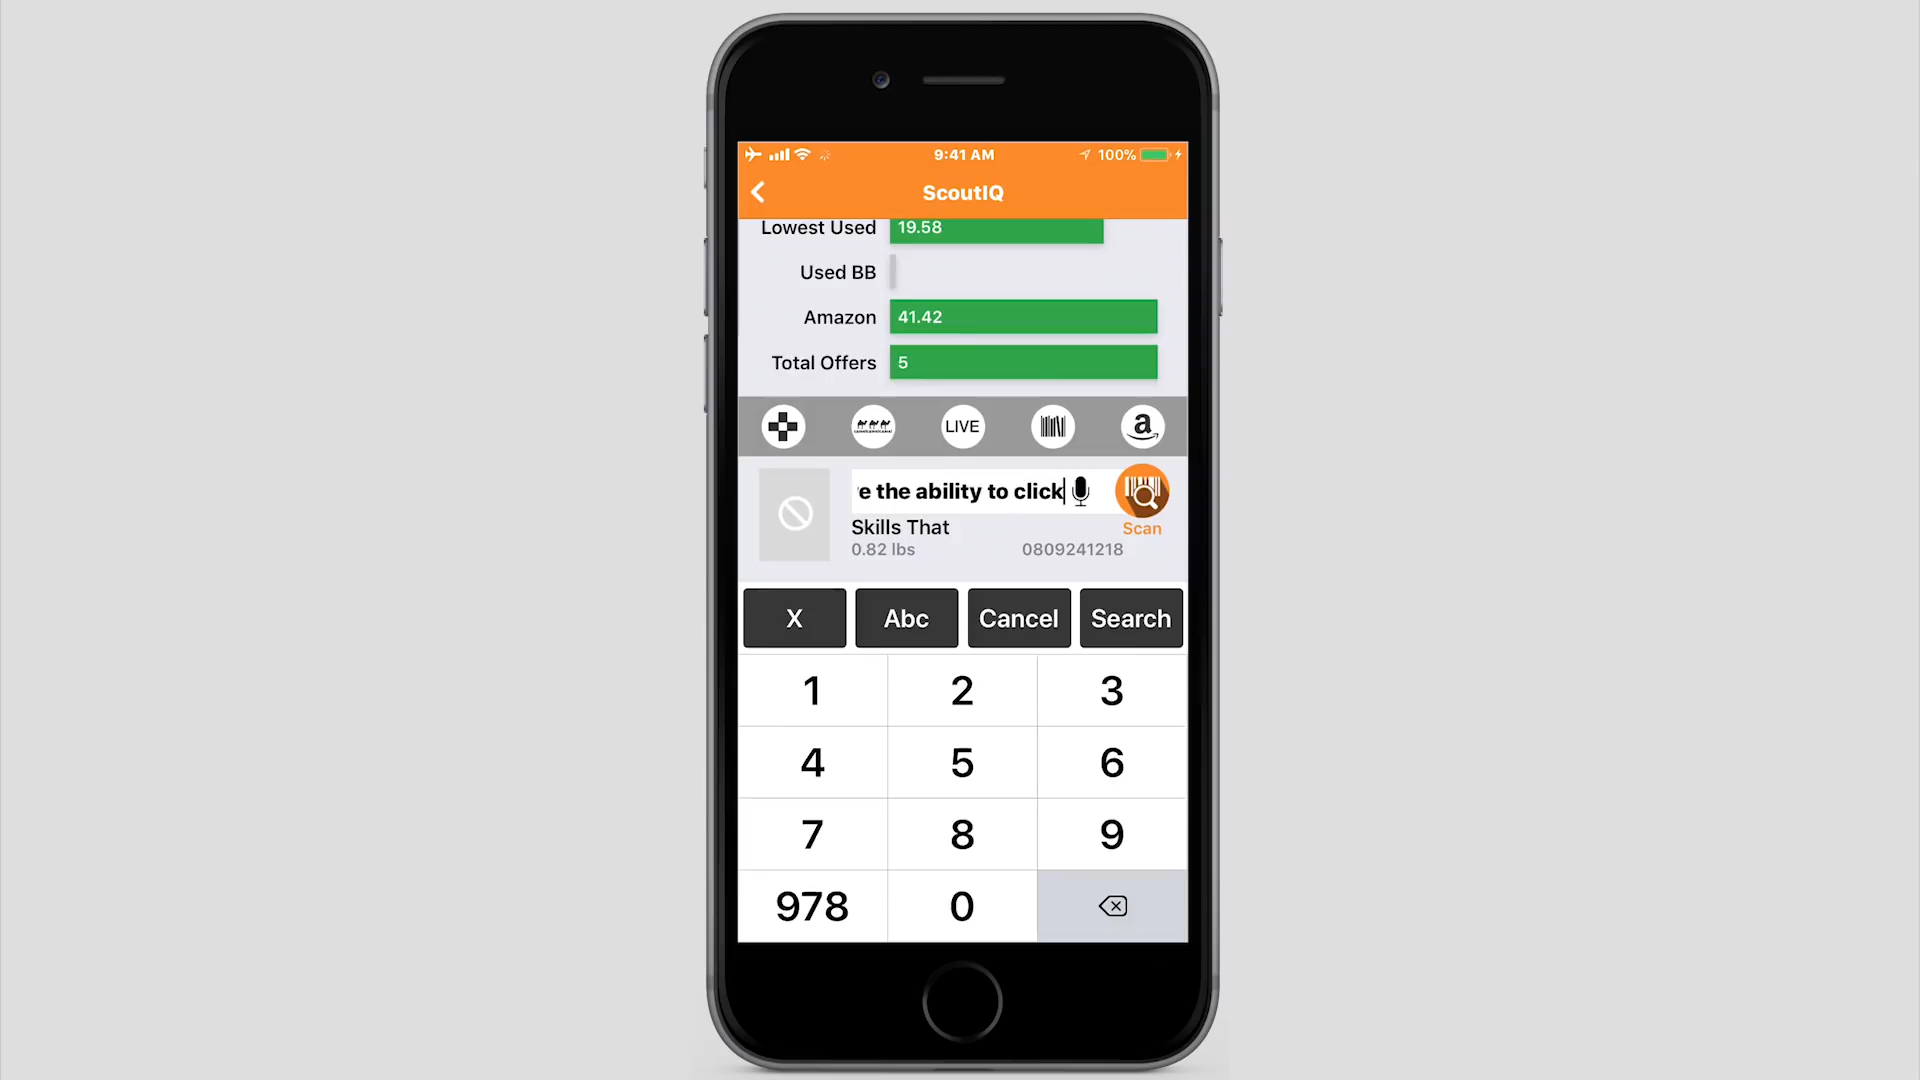 9:41 AM
100%
ScoutIQ
Lowest Used 19.58
Used BB
Amazon 41.42
Total Offers 5
LIVE
a
e the ability to click
Skills That
Scan
0.82 lbs 0809241218
X Abc Cancel Search
1 2 3
4 5 6
7 8 9
978 0